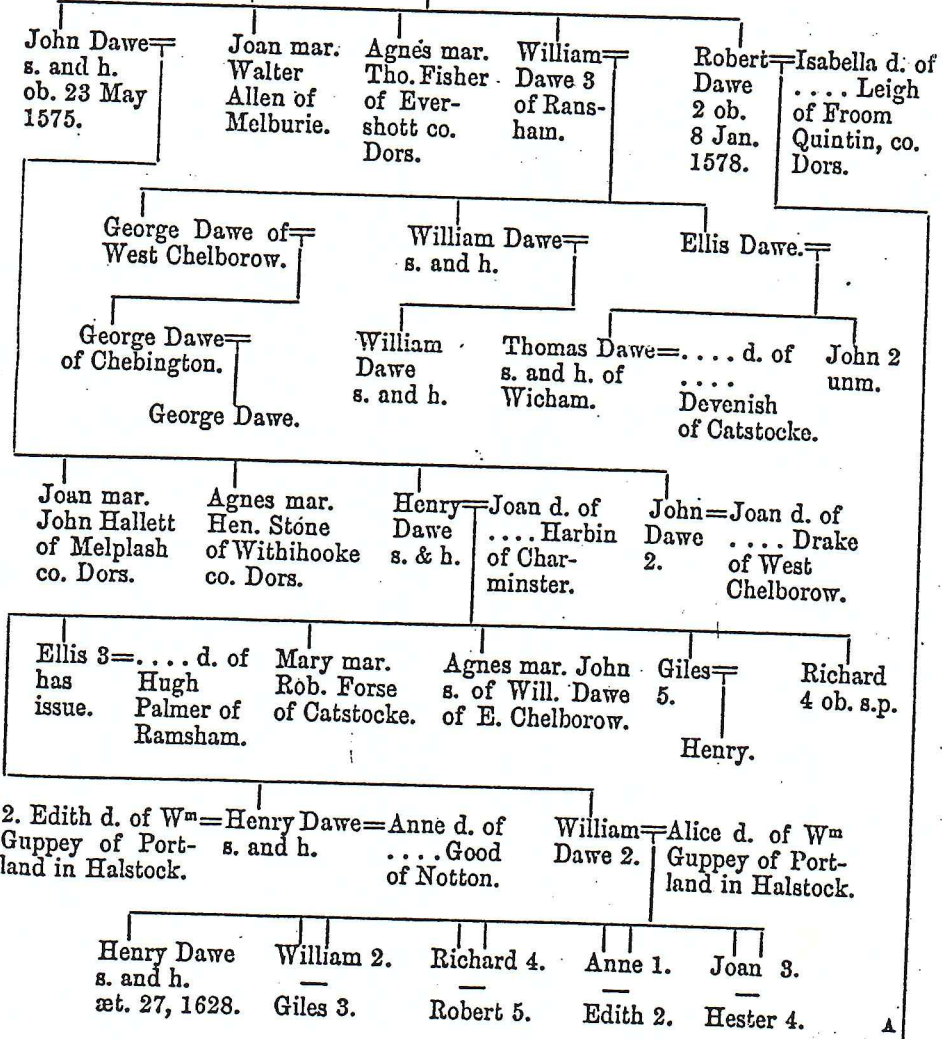 John Dawe
s. and h.
ob. 23 May
1575.
Joan mar.
Walter
Allen of
Melburie.
Agnes mar.
Tho. Fisher
of Ever-
shott co.
Dors.
William
Dawe 3
of Rans-
ham.
Robert
Dawe
2 ob.
8 Jan.
1578.
Isabella d. of
. . . . Leigh
of Froom
Quintin, co.
Dors.
George Dawe of
West Chelborow.
William Dawe
s. and h.
Ellis Dawe.
George Dawe
of Chebington.
George Dawe.
William
Dawe
s. and h.
Thomas Dawe=. . . . d. of
s. and h. of
Wicham.
. . . .
Devenish
of Catstocke.
John 2
unm.
Joan mar.
John Hallett
of Melplash
co. Dors.
Agnes mar.
Hen. Stone
of Withihooke
co. Dors.
Henry
Dawe
s. & h.
Joan d. of
. . . . Harbin
of Char-
minster.
John=Joan d. of
Dawe
2.
. . . . Drake
of West
Chelborow.
Ellis 3=. . . . d. of
has
issue.
Hugh
Palmer of
Ramsham.
Mary mar.
Rob. Forse
of Catstocke.
Agnes mar. John
s. of Will. Dawe
of E. Chelborow.
Giles
5.
Henry.
Richard
4 ob. s.p.
2. Edith d. of Wm=Henry Dawe=Anne d. of
Guppey of Port-
land in Halstock.
s. and h.
. . . . Good
of Notton.
William
Dawe 2.
Alice d. of Wm
Guppey of Port-
land in Halstock.
Henry Dawe
s. and h.
æt. 27, 1628.
William 2.
—
Giles 3.
Richard 4.
—
Robert 5.
Anne 1.
—
Edith 2.
Joan 3.
—
Hester 4.
A